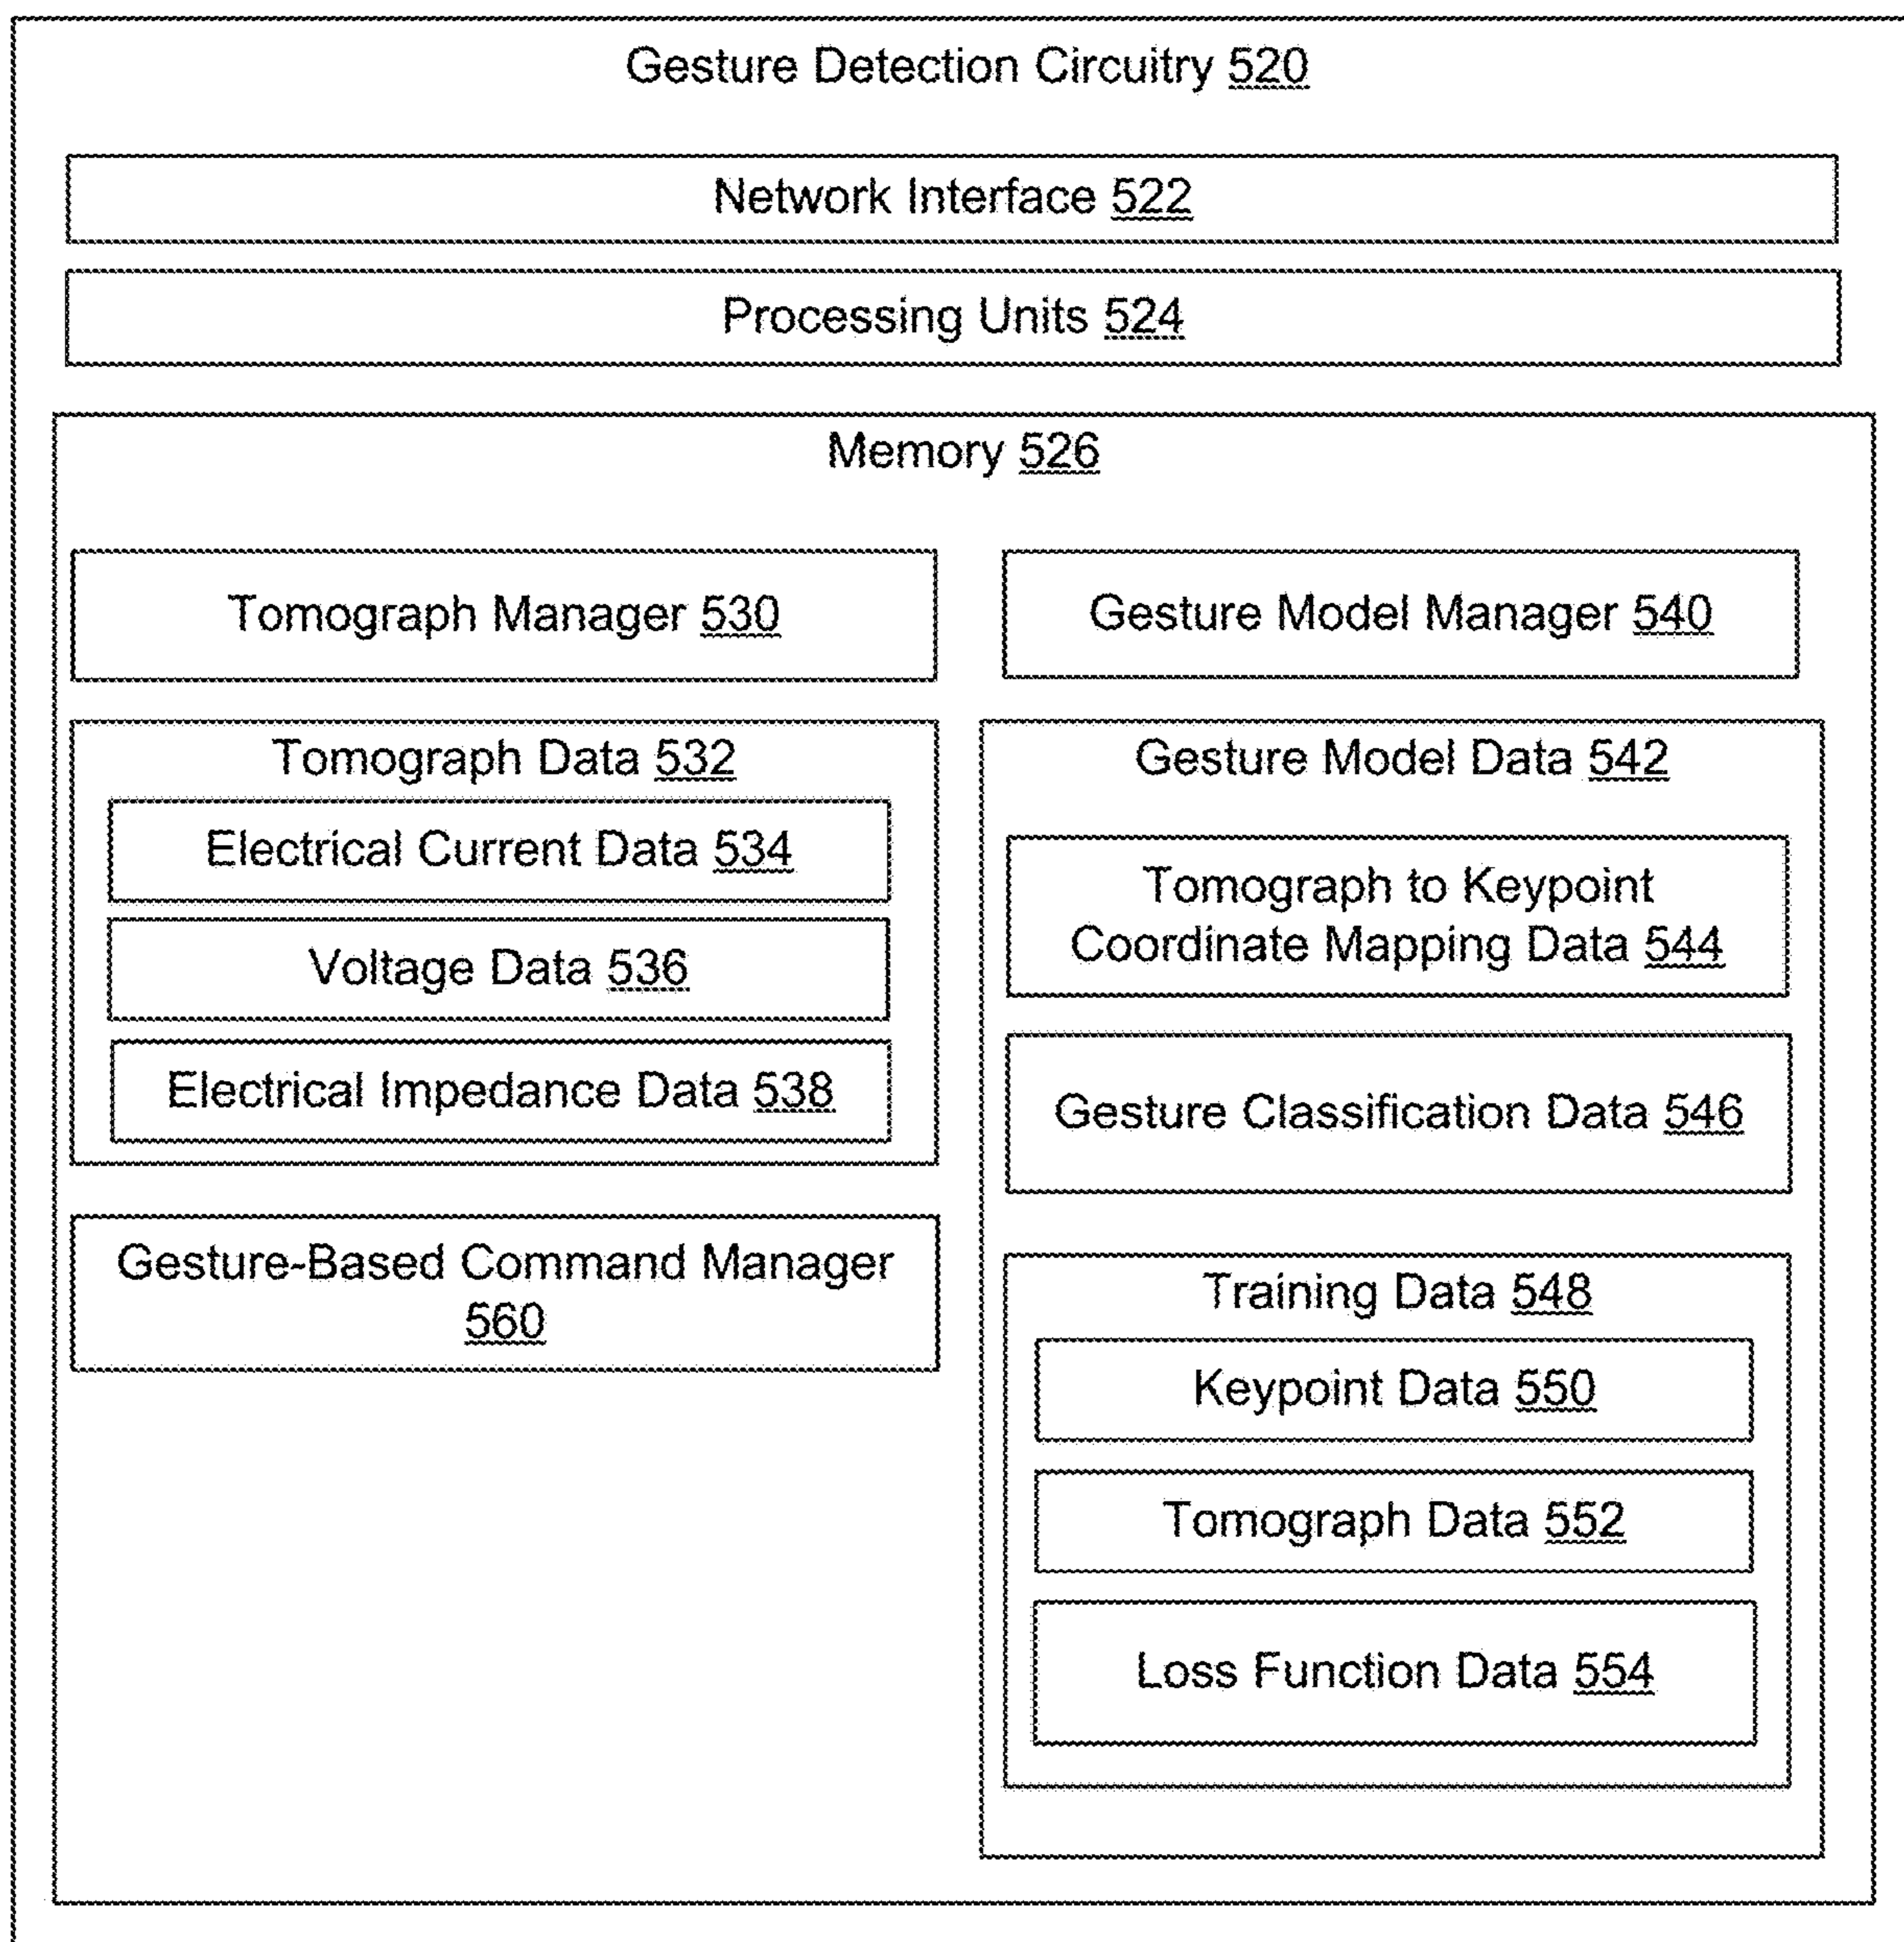 Gesture Detection Circuitry 520
Network Interface 522
Processing Units 524
Memory 526
Tomograph Manager 530
Tomograph Data 532
Electrical Current Data 534
Voltage Data 536
Electrical Impedance Data 538
Gesture-Based Command Manager
560
Gesture Model Manager 540
Gesture Model Data 542
Tomograph to Keypoint
Coordinate Mapping Data 544
Gesture Classification Data 546
Training Data 548
Keypoint Data 550
Tomograph Data 552
Loss Function Data 554